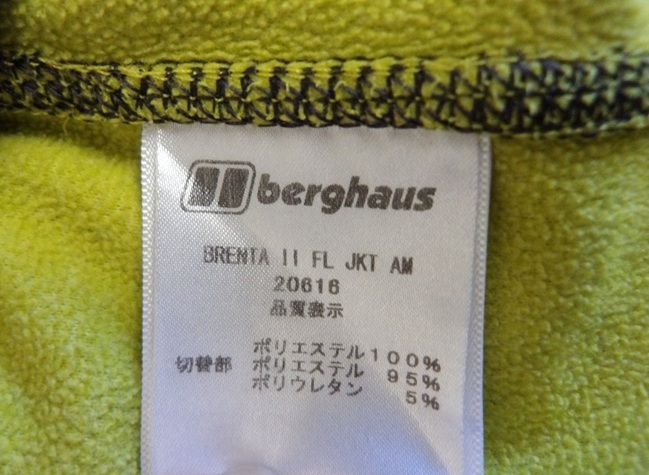 berghaus
BRENTA II FL JKT AM
20616
品質表示
ポリエステル100%
切替部 ポリエステル 95%
ポリウレタン 5%